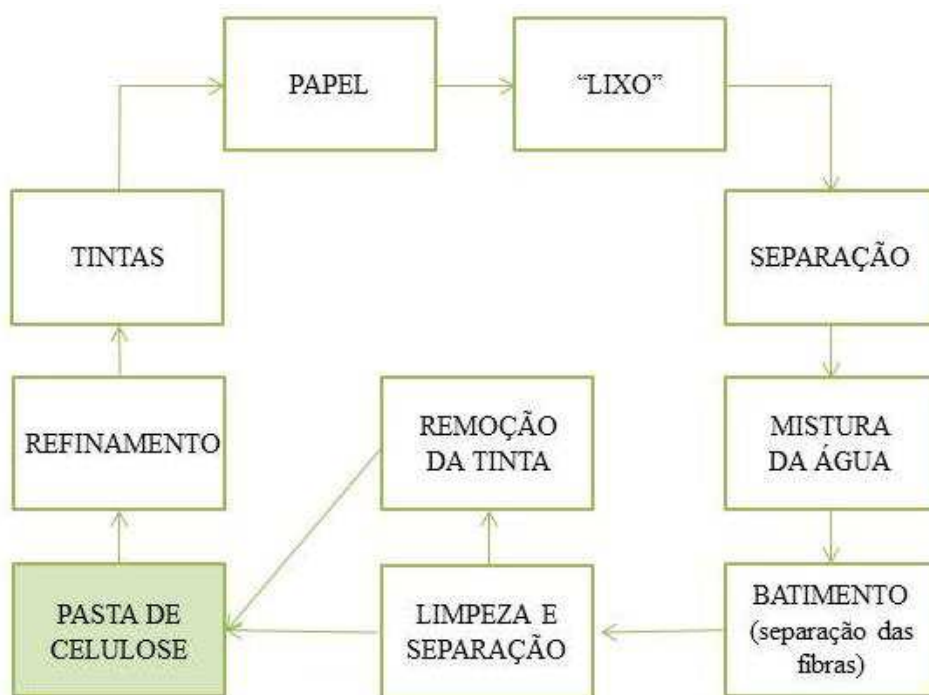 PAPEL
“LIXO”
TINTAS
SEPARAÇÃO
REFINAMENTO
REMOÇÃO
DA TINTA
MISTURA
DA ÁGUA
PASTA DE
CELULOSE
LIMPEZA E
SEPARAÇÃO
BATIMENTO
(separação das
fibras)